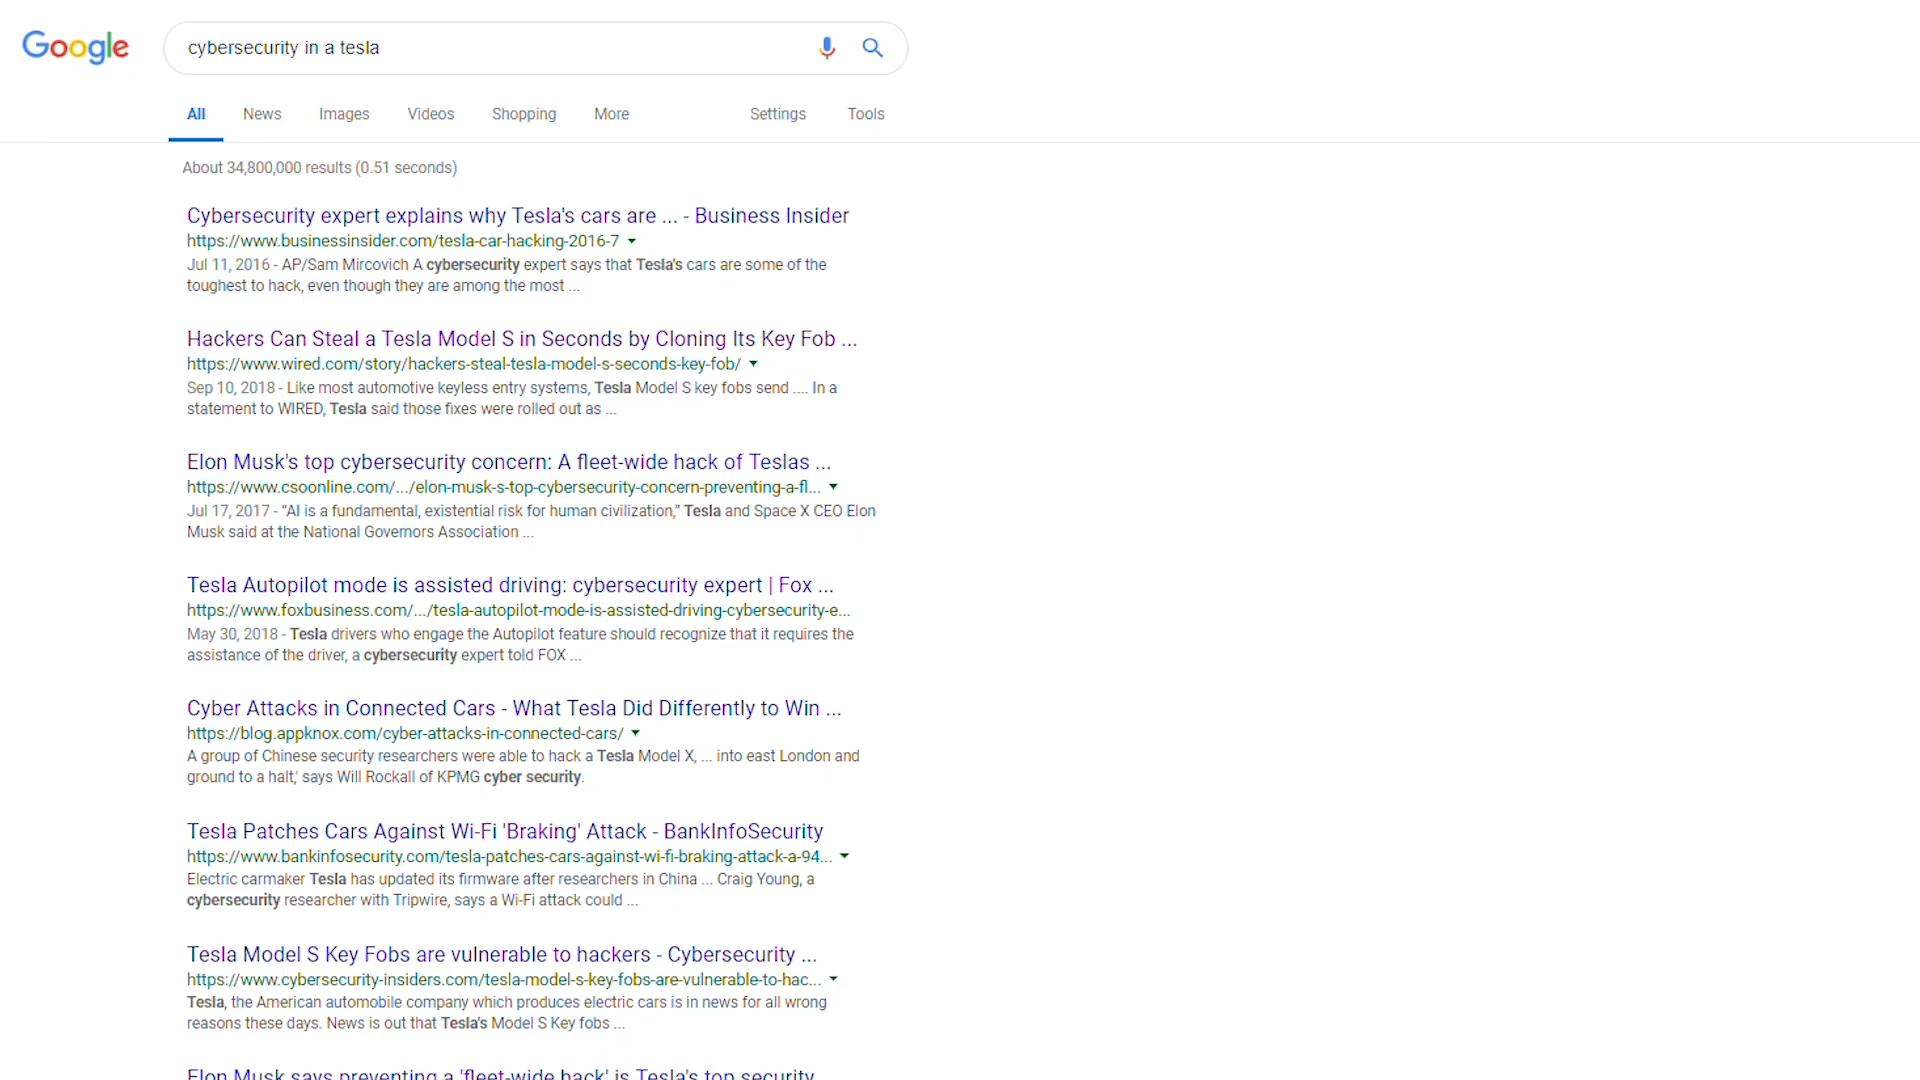 Google
cybersecurity in a tesla
All News Images Videos Shopping More Settings Tools
About 34,800,000 results (0.51 seconds)
Cybersecurity expert explains why Tesla's cars are ... - Business Insider
https://www.businessinsider.com/tesla-car-hacking-2016-7
Jul 11, 2016 - AP/Sam Mircovich A cybersecurity expert says that Tesla's cars are some of the
toughest to hack, even though they are among the most ...
Hackers Can Steal a Tesla Model S in Seconds by Cloning Its Key Fob ...
https://www.wired.com/story/hackers-steal-tesla-model-s-seconds-key-fob/
Sep 10, 2018 - Like most automotive keyless entry systems, Tesla Model S key fobs send .... In a
statement to WIRED, Tesla said those fixes were rolled out as ...
Elon Musk's top cybersecurity concern: A fleet-wide hack of Teslas ...
https://www.csoonline.com/.../elon-musk-s-top-cybersecurity-concern-preventing-a-fl...
Jul 17, 2017 - “AI is a fundamental, existential risk for human civilization,” Tesla and Space X CEO Elon
Musk said at the National Governors Association ...
Tesla Autopilot mode is assisted driving: cybersecurity expert | Fox ...
https://www.foxbusiness.com/.../tesla-autopilot-mode-is-assisted-driving-cybersecurity-e...
May 30, 2018 - Tesla drivers who engage the Autopilot feature should recognize that it requires the
assistance of the driver, a cybersecurity expert told FOX ...
Cyber Attacks in Connected Cars - What Tesla Did Differently to Win ...
https://blog.appknox.com/cyber-attacks-in-connected-cars/
A group of Chinese security researchers were able to hack a Tesla Model X, ... into east London and
ground to a halt,' says Will Rockall of KPMG cyber security.
Tesla Patches Cars Against Wi-Fi 'Braking' Attack - BankInfoSecurity
https://www.bankinfosecurity.com/tesla-patches-cars-against-wi-fi-braking-attack-a-94...
Electric carmaker Tesla has updated its firmware after researchers in China ... Craig Young, a
cybersecurity researcher with Tripwire, says a Wi-Fi attack could ...
Tesla Model S Key Fobs are vulnerable to hackers - Cybersecurity ...
https://www.cybersecurity-insiders.com/tesla-model-s-key-fobs-are-vulnerable-to-hac...
Tesla, the American automobile company which produces electric cars is in news for all wrong
reasons these days. News is out that Tesla's Model S Key fobs ...
Elon Musk says preventing a 'fleet-wide hack' is Tesla's top security